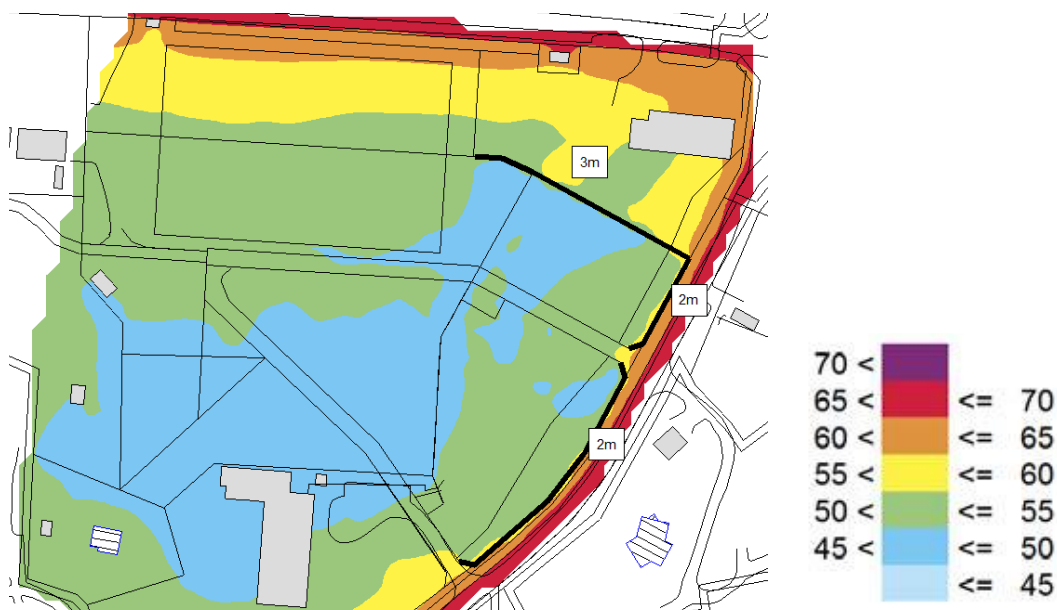 3m
2m
2m
70 <
65 < <= 70
60 < <= 65
55 < <= 60
50 < <= 55
45 < <= 50
<= 45